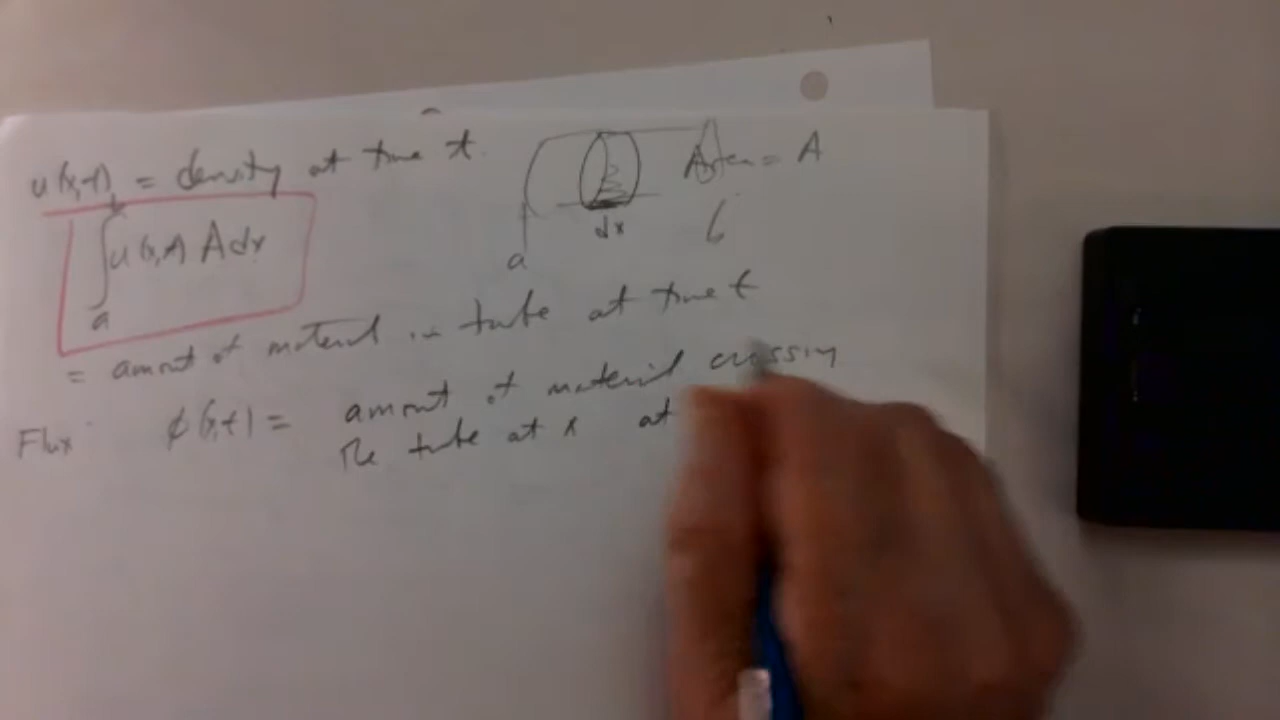 u(x,t) = density at time t.
Area = A
∫ u(x,t) A dx
dx
b
a
a
= amount of material in tube at time t
Flux: φ(x,t) = amount of material crossing
the tube at x at